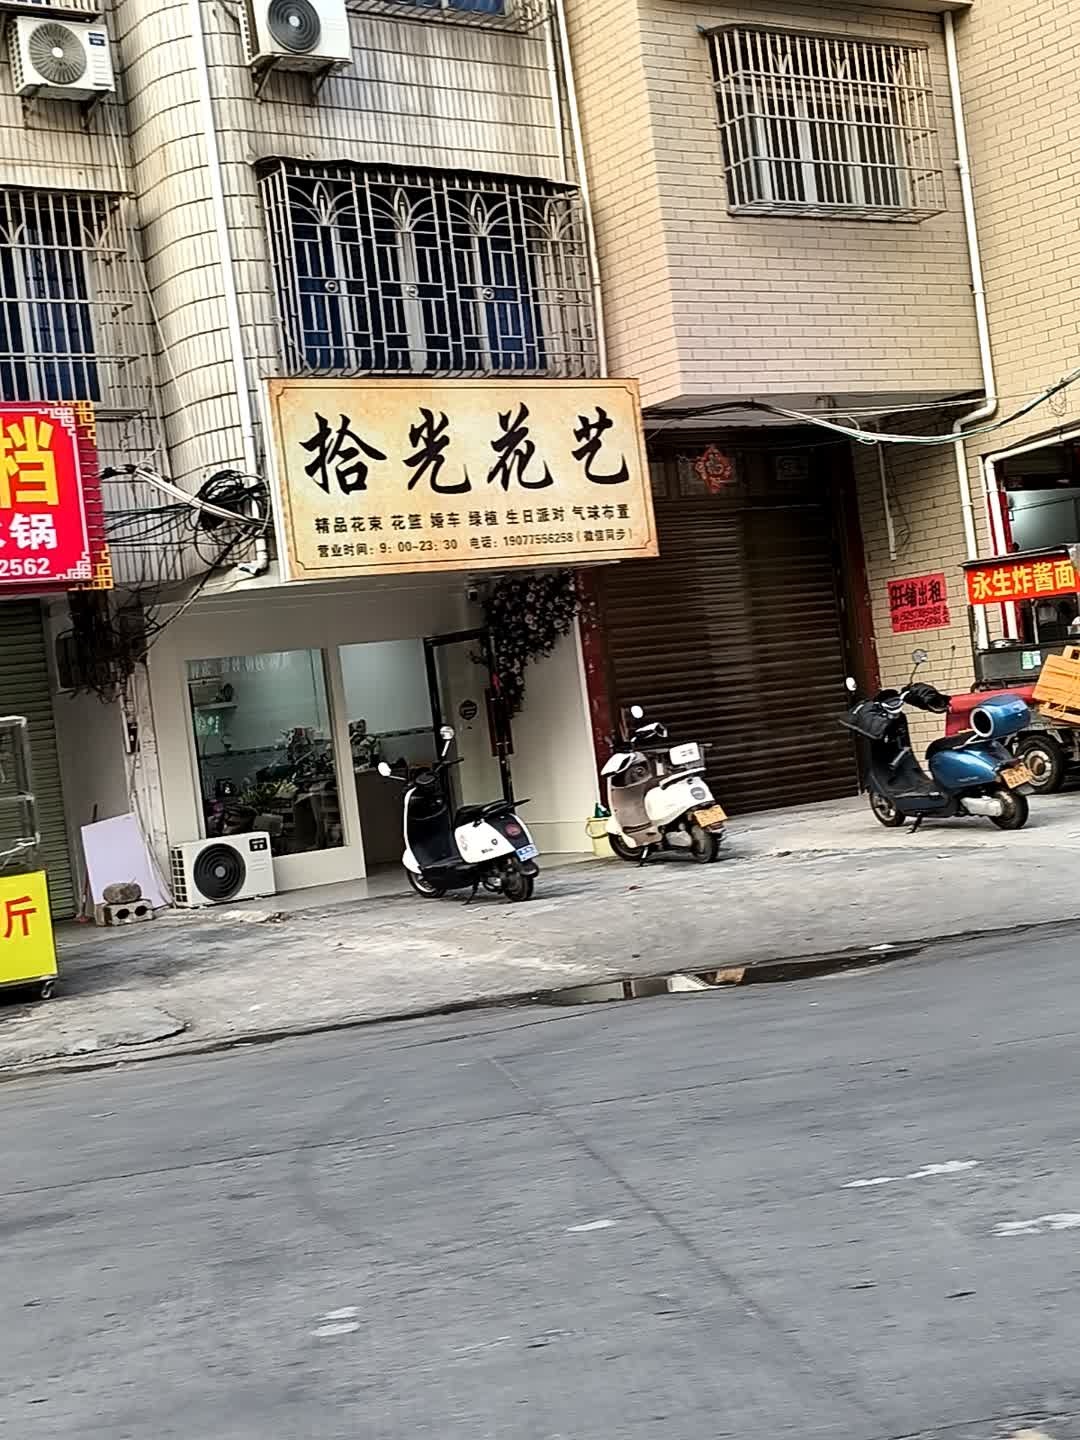 档
锅
2562
拾光花艺
精品花束 花篮 婚车 绿植 生日派对 气球布置
营业时间：9：00-23：30 电话：19077556258（微信同步）
旺铺出租
永生炸酱面
斤